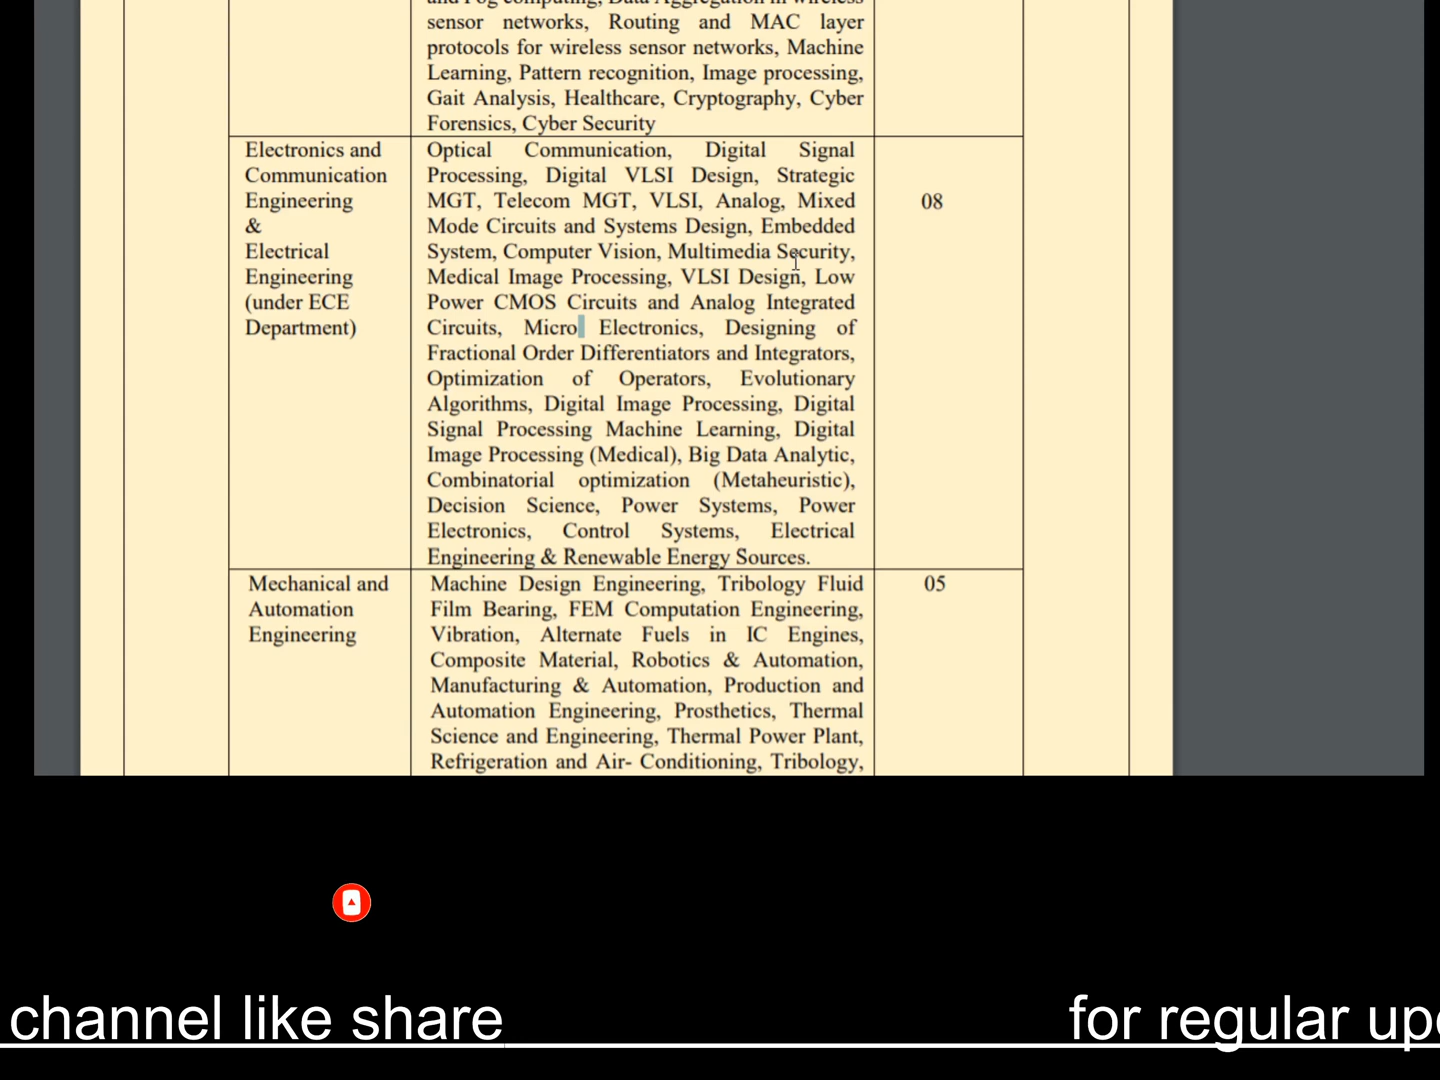 and Fog computing, Data Aggregation in wireless
sensor networks, Routing and MAC layer
protocols for wireless sensor networks, Machine
Learning, Pattern recognition, Image processing,
Gait Analysis, Healthcare, Cryptography, Cyber
Forensics, Cyber Security
Electronics and
Communication
Engineering
&
Electrical
Engineering
(under ECE
Department)
Optical Communication, Digital Signal
Processing, Digital VLSI Design, Strategic
MGT, Telecom MGT, VLSI, Analog, Mixed
Mode Circuits and Systems Design, Embedded
System, Computer Vision, Multimedia Security,
Medical Image Processing, VLSI Design, Low
Power CMOS Circuits and Analog Integrated
Circuits, Micro Electronics, Designing of
Fractional Order Differentiators and Integrators,
Optimization of Operators, Evolutionary
Algorithms, Digital Image Processing, Digital
Signal Processing Machine Learning, Digital
Image Processing (Medical), Big Data Analytic,
Combinatorial optimization (Metaheuristic),
Decision Science, Power Systems, Power
Electronics, Control Systems, Electrical
Engineering & Renewable Energy Sources.
08
Mechanical and
Automation
Engineering
Machine Design Engineering, Tribology Fluid
Film Bearing, FEM Computation Engineering,
Vibration, Alternate Fuels in IC Engines,
Composite Material, Robotics & Automation,
Manufacturing & Automation, Production and
Automation Engineering, Prosthetics, Thermal
Science and Engineering, Thermal Power Plant,
Refrigeration and Air- Conditioning, Tribology,
05
channel like share
for regular